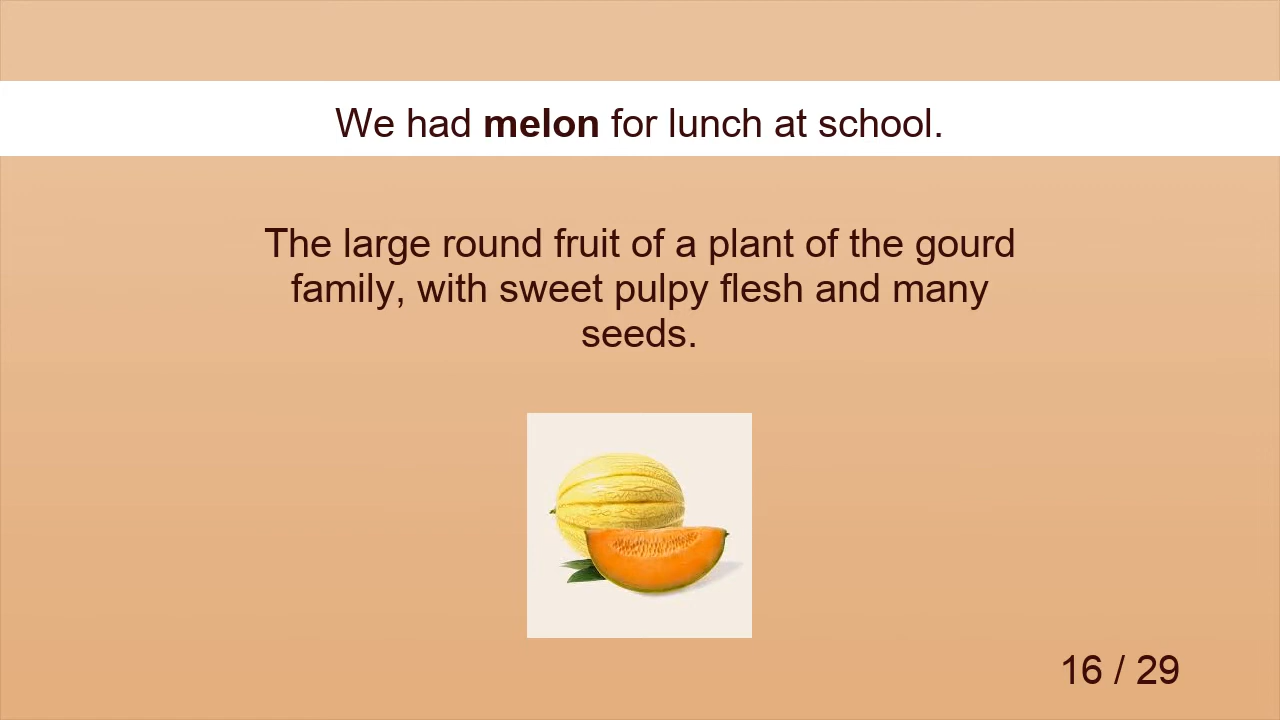 We had melon for lunch at school.
The large round fruit of a plant of the gourd
family, with sweet pulpy flesh and many
seeds.
16 / 29